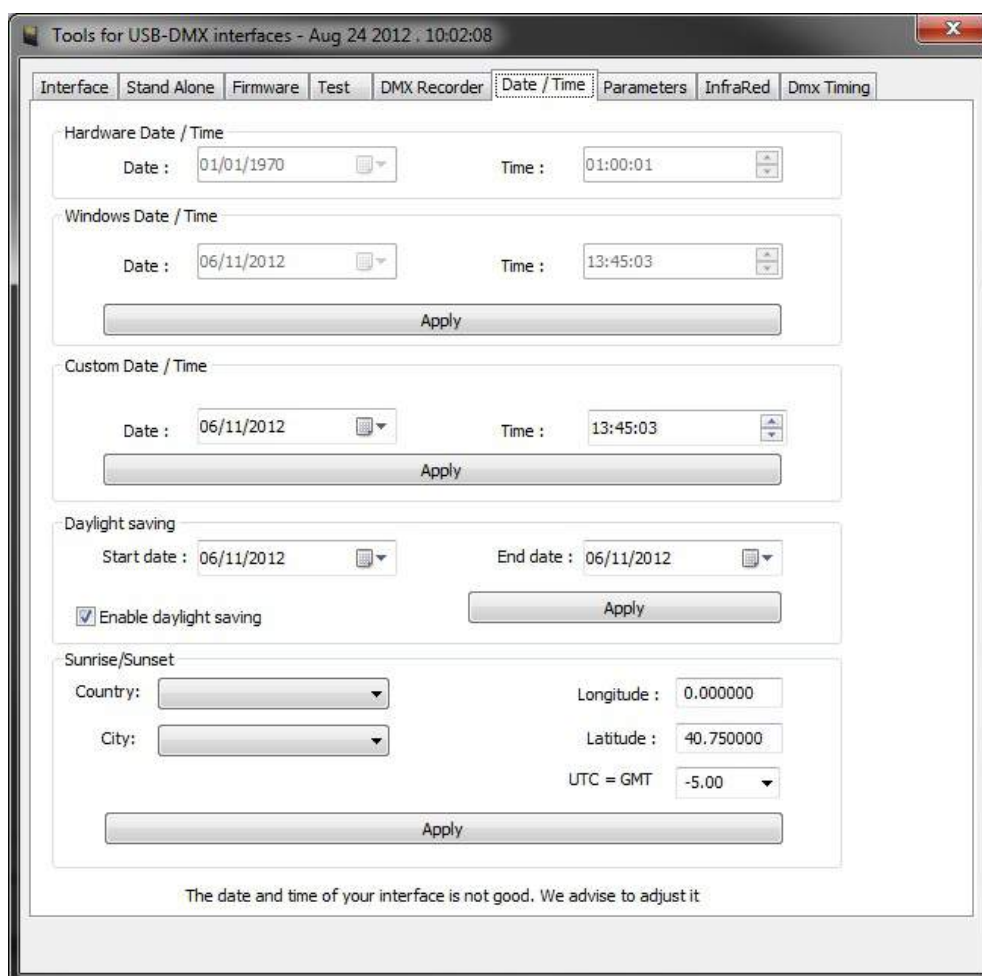 Tools for USB-DMX interfaces - Aug 24 2012 . 10:02:08
Interface Stand Alone Firmware Test DMX Recorder Date / Time Parameters InfraRed Dmx Timing
Hardware Date / Time
Date : 01/01/1970 Time : 01:00:01
Windows Date / Time
Date : 06/11/2012 Time : 13:45:03
Apply
Custom Date / Time
Date : 06/11/2012 Time : 13:45:03
Apply
Daylight saving
Start date : 06/11/2012 End date : 06/11/2012
Enable daylight saving Apply
Sunrise/Sunset
Country: Longitude : 0.000000
City: Latitude : 40.750000
UTC = GMT -5.00
Apply
The date and time of your interface is not good. We advise to adjust it